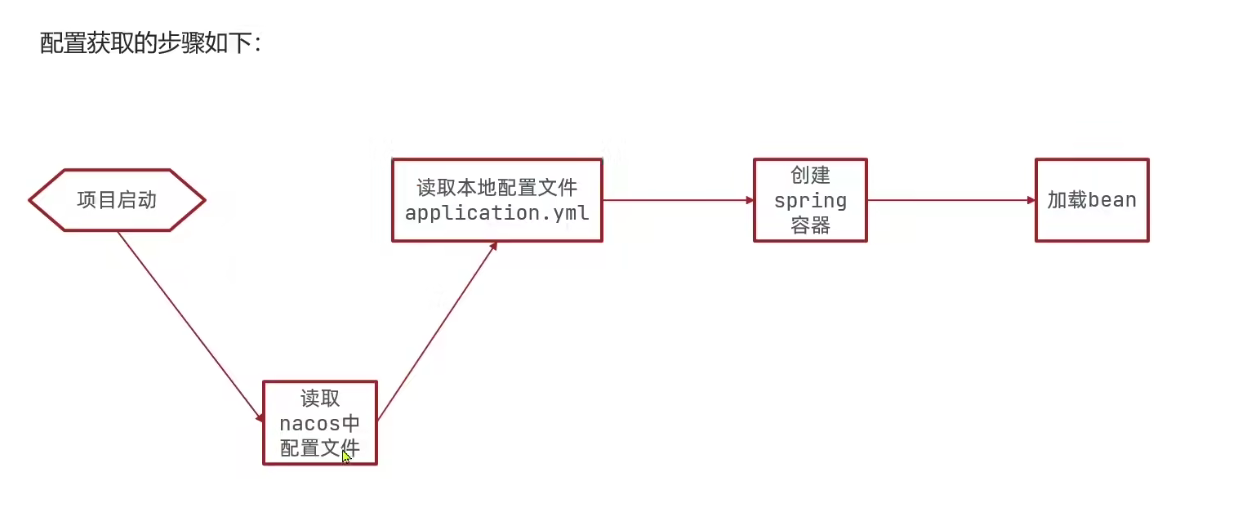 配置获取的步骤如下：
项目启动
读取本地配置文件
application.yml
创建
spring
容器
加载bean
读取
nacos中
配置文件